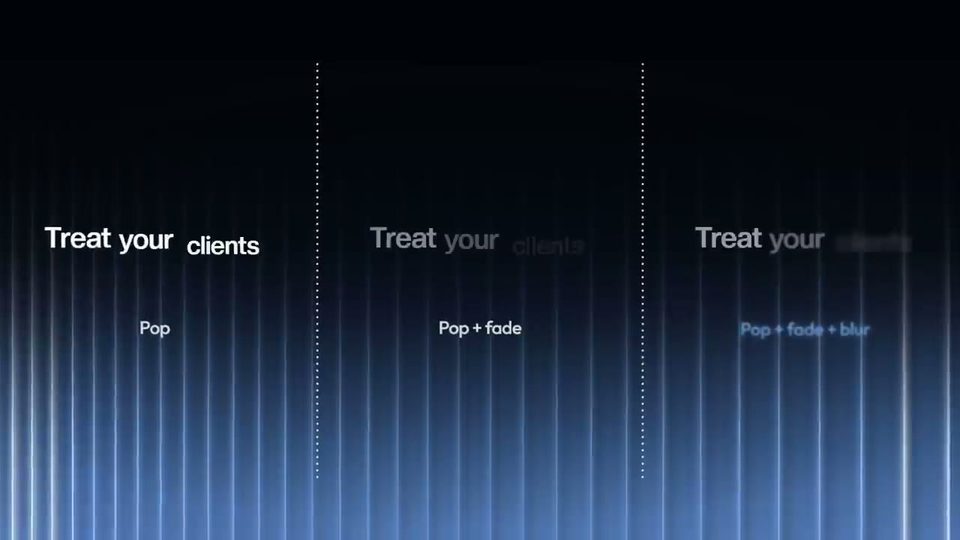 Treat your clients
Pop
Treat your clients
Pop + fade
Treat your
Pop + fade + blur